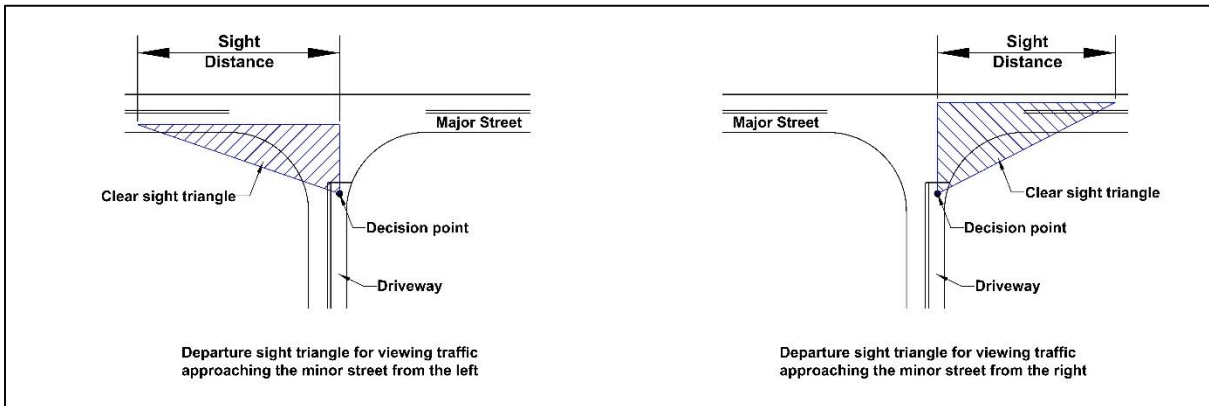 Sight
Distance
Major Street
Clear sight triangle
Decision point
Driveway
Departure sight triangle for viewing traffic
approaching the minor street from the left
Sight
Distance
Major Street
Clear sight triangle
Decision point
Driveway
Departure sight triangle for viewing traffic
approaching the minor street from the right